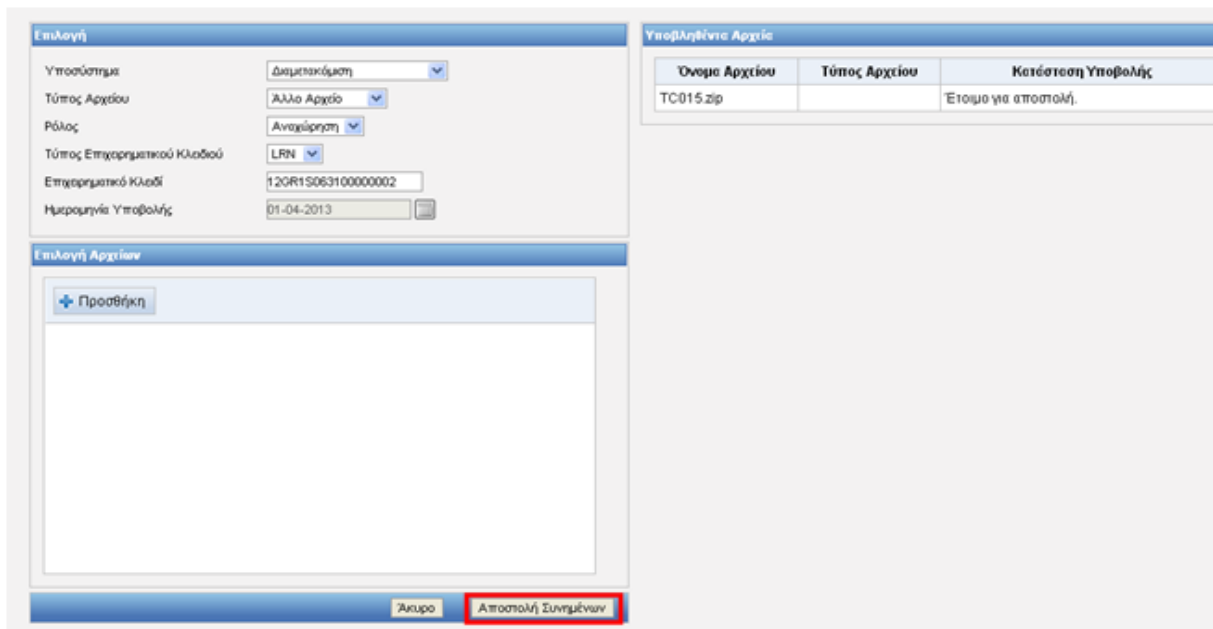 Επιλογή
Υποσύστημα Διαμετακόμιση
Τύπος Αρχείου Άλλο Αρχείο
Ρόλος Αναχώρηση
Τύπος Επιχειρηματικού Κλειδιού LRN
Επιχειρηματικό Κλειδί 12GR1S063100000002
Ημερομηνία Υποβολής 01-04-2013
Επιλογή Αρχείων
Προσθήκη
Άκυρο Αποστολή Συνημένων
Υποβληθέντα Αρχεία
Όνομα Αρχείου Τύπος Αρχείου Κατάσταση Υποβολής
TC015.zip Έτοιμο για αποστολή.